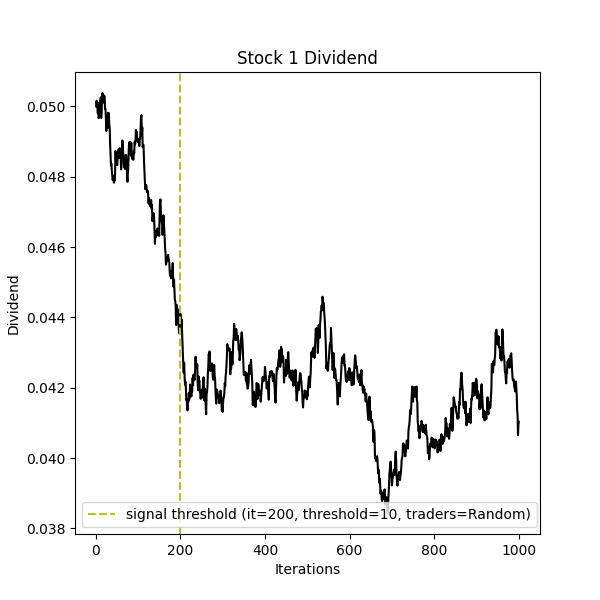 Stock 1 Dividend
Dividend
0.050
0.048
0.046
0.044
0.042
0.040
0.038
signal threshold (it=200, threshold=10, traders=Random)
0 200 400 600 800 1000
Iterations